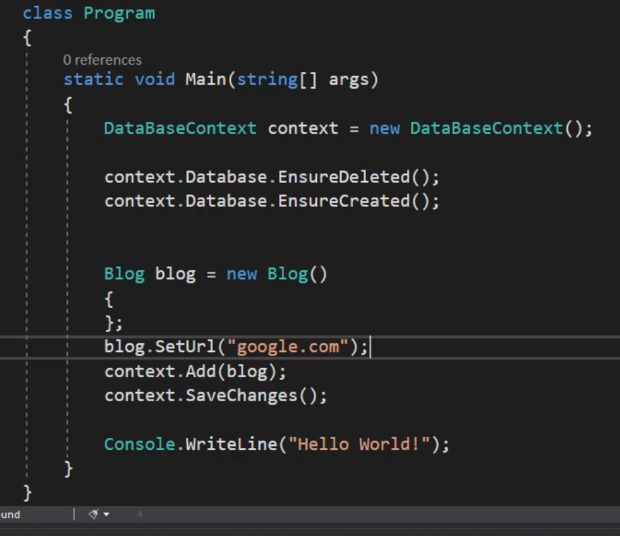 class Program
{
0 references
static void Main(string[] args)
{
DataBaseContext context = new DataBaseContext();
context.Database.EnsureDeleted();
context.Database.EnsureCreated();
Blog blog = new Blog()
{
};
blog.SetUrl("google.com");
context.Add(blog);
context.SaveChanges();
Console.WriteLine("Hello World!");
}
}
ound